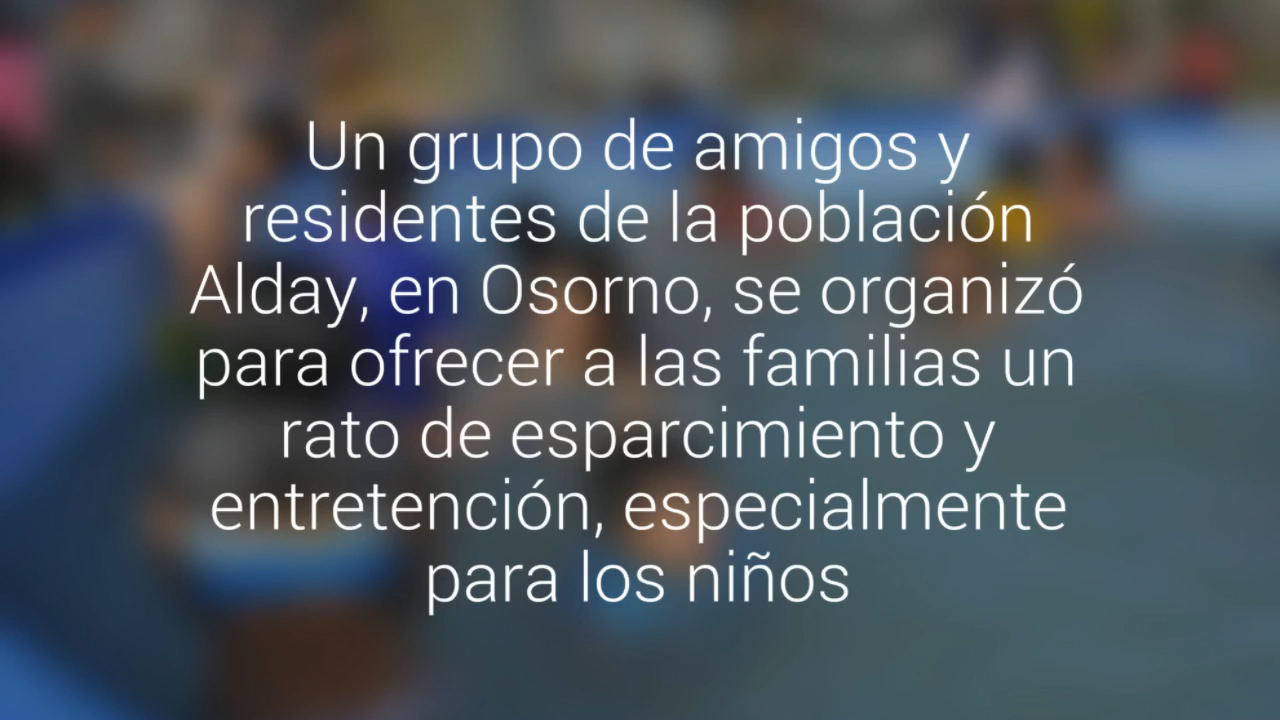 Un grupo de amigos y
residentes de la población
Alday, en Osorno, se organizó
para ofrecer a las familias un
rato de esparcimiento y
entretención, especialmente
para los niños